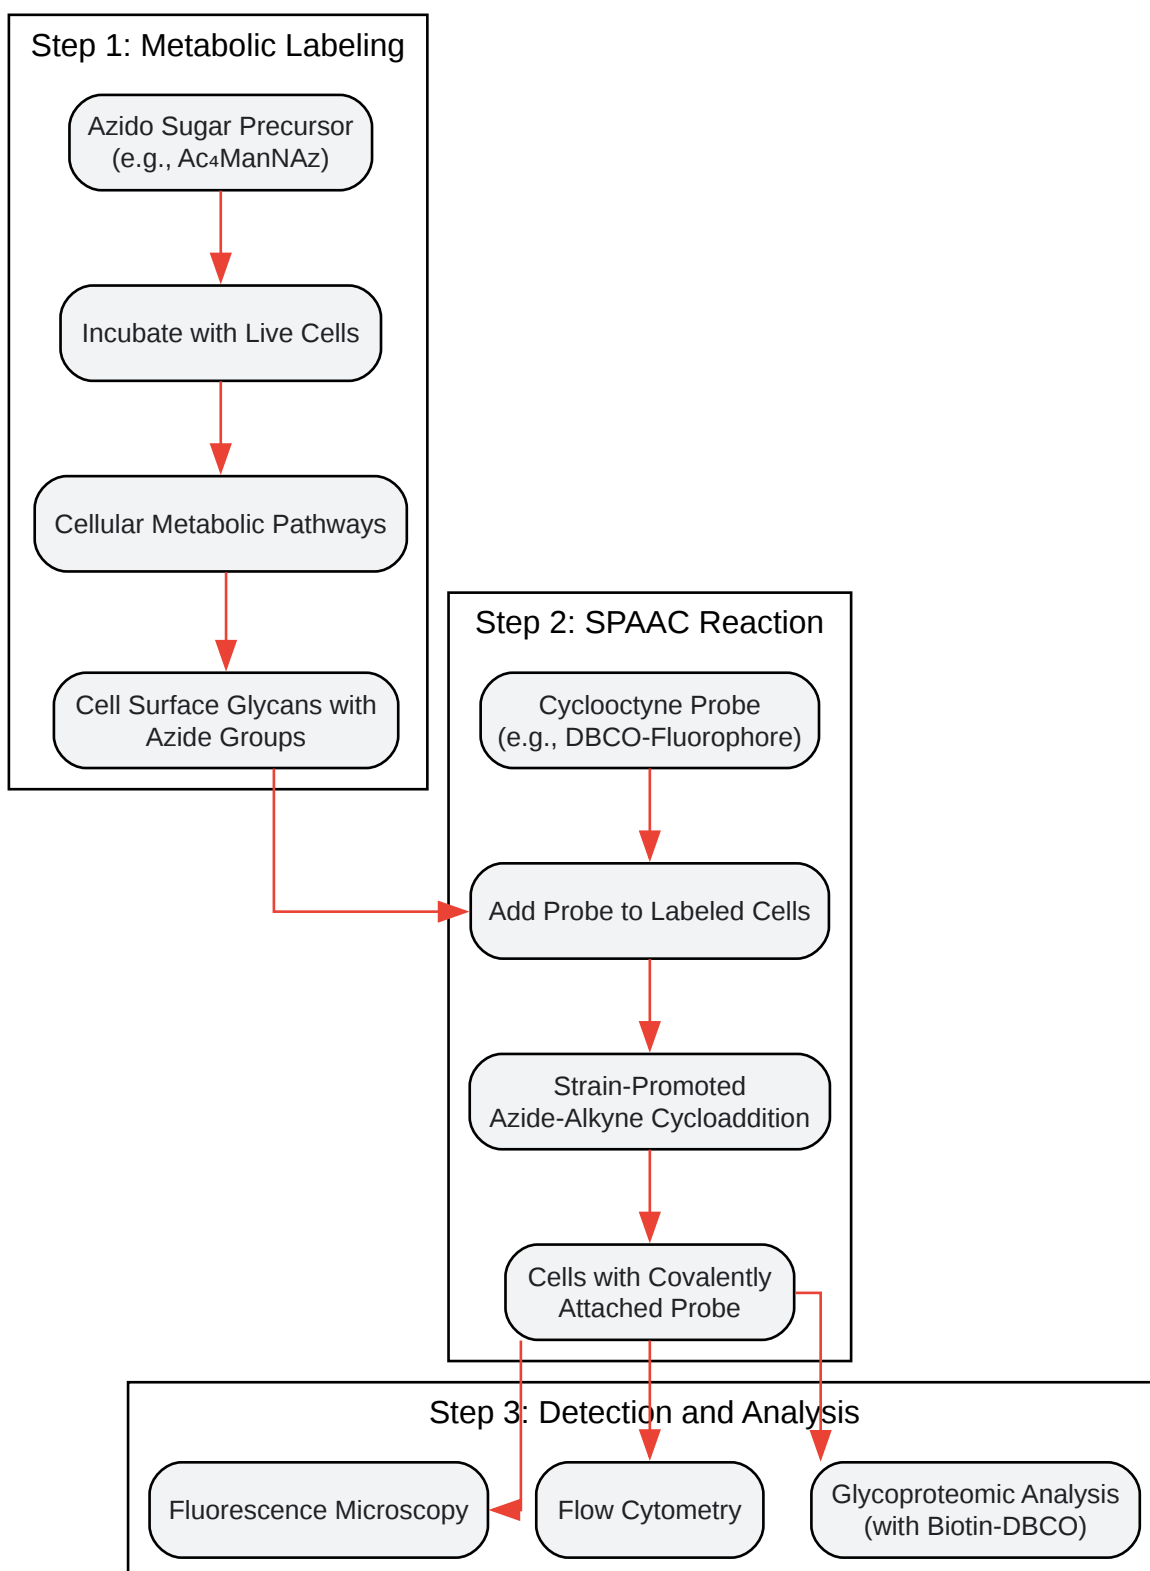 Step 1: Metabolic Labeling
Azido Sugar Precursor
(e.g., Ac₄ManNAz)
Incubate with Live Cells
Cellular Metabolic Pathways
Cell Surface Glycans with
Azide Groups
Step 2: SPAAC Reaction
Cyclooctyne Probe
(e.g., DBCO-Fluorophore)
Add Probe to Labeled Cells
Strain-Promoted
Azide-Alkyne Cycloaddition
Cells with Covalently
Attached Probe
Step 3: Detection and Analysis
Fluorescence Microscopy
Flow Cytometry
Glycoproteomic Analysis
(with Biotin-DBCO)